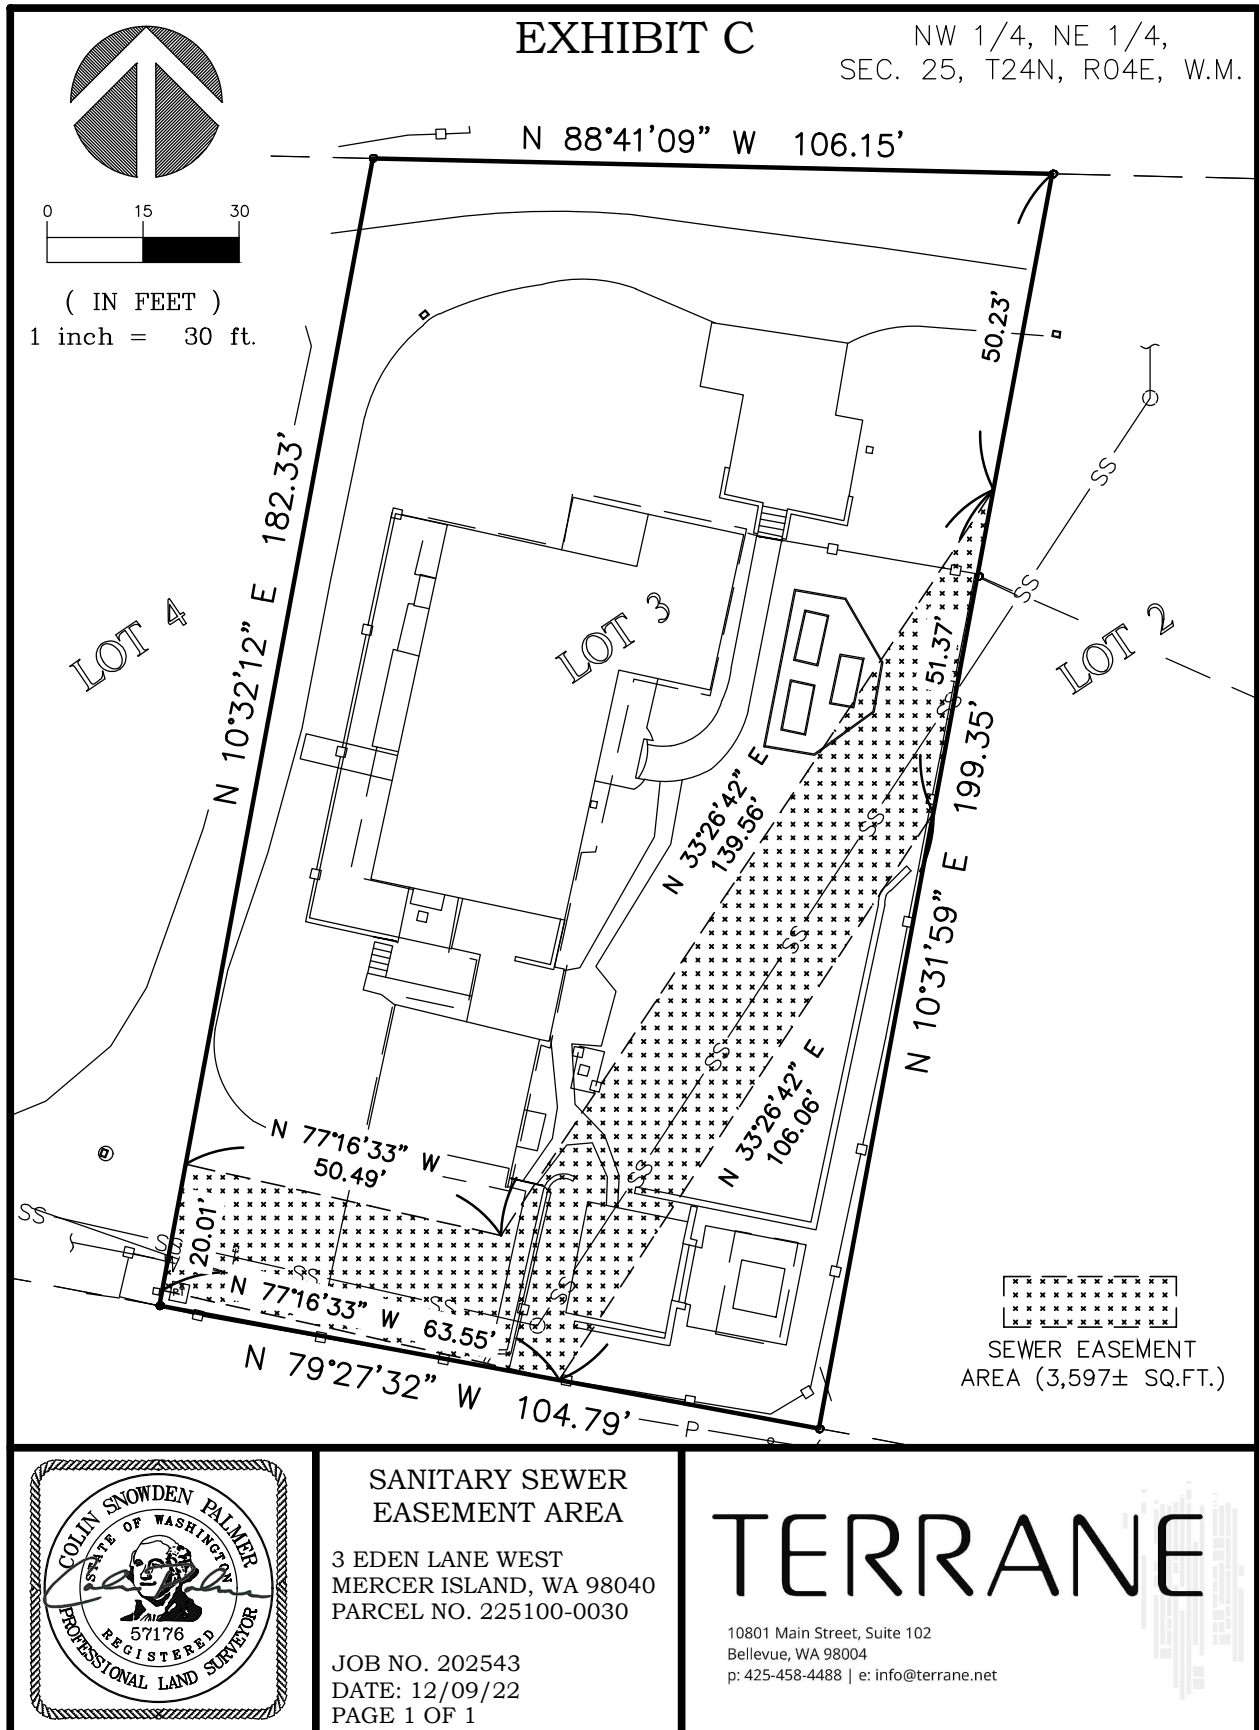 EXHIBIT C
NW 1/4, NE 1/4,
SEC. 25, T24N, R04E, W.M.
N 88°41'09" W 106.15'
0 15 30
( IN FEET )
1 inch = 30 ft.
50.23'
N 10°32'12" E 182.33'
SS
SS
LOT 4
LOT 3
LOT 2
51.37'
SS
N 10°31'59" E 199.35'
N 33°26'42" E
139.56'
SS
SS
SS
N 33°26'42" E
106.06'
N 77°16'33" W
50.49'
SS
SS
20.01'
SS
SS
SS
N 77°16'33" W 63.55'
N 79°27'32" W 104.79'
P
SEWER EASEMENT
AREA (3,597± SQ.FT.)
COLIN SNOWDEN PALMER
STATE OF WASHINGTON
57176
REGISTERED
PROFESSIONAL LAND SURVEYOR
SANITARY SEWER
EASEMENT AREA
3 EDEN LANE WEST
MERCER ISLAND, WA 98040
PARCEL NO. 225100-0030
JOB NO. 202543
DATE: 12/09/22
PAGE 1 OF 1
TERRANE
10801 Main Street, Suite 102
Bellevue, WA 98004
p: 425-458-4488 | e: info@terrane.net